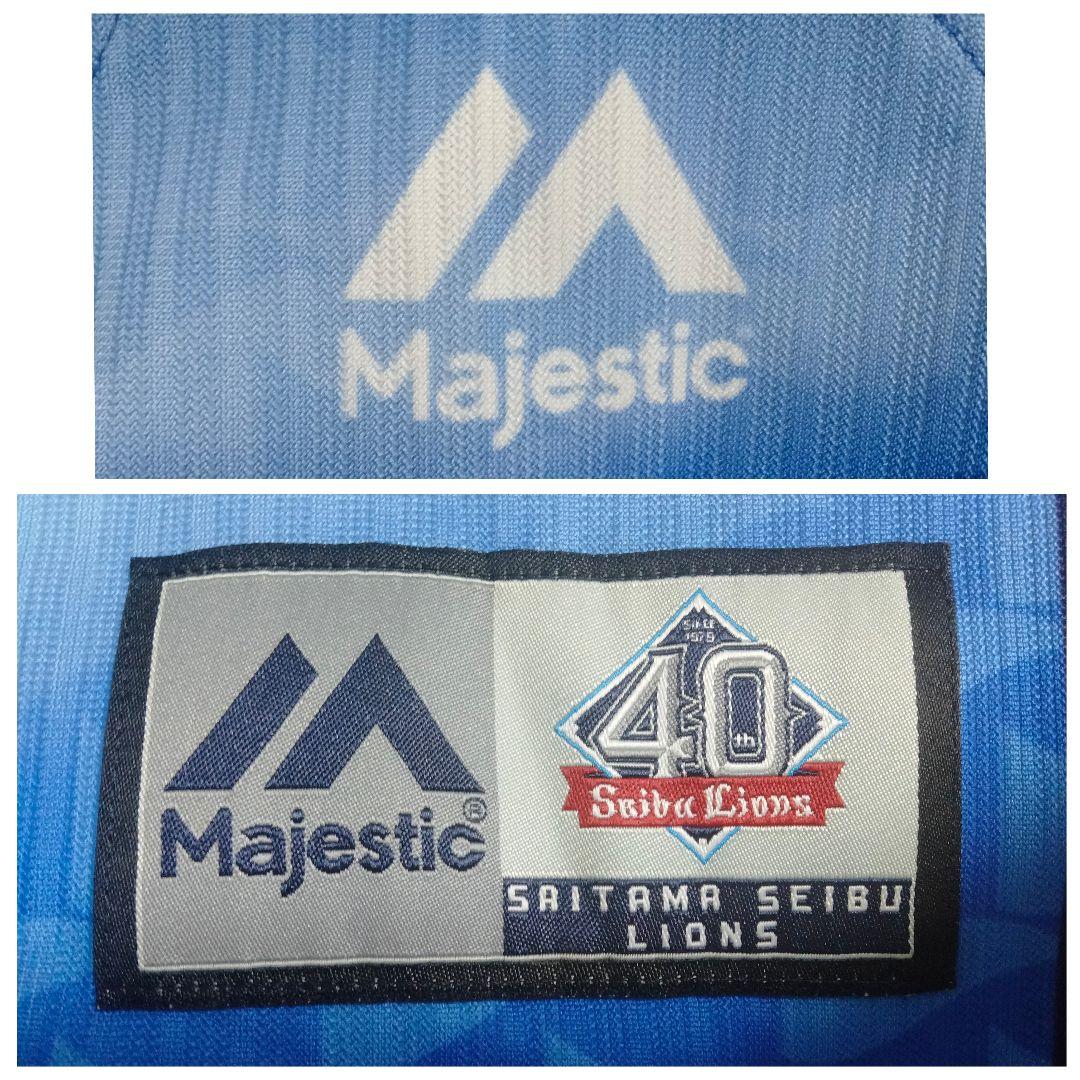 Majestic
Majestic®
SINCE
1979
40th
Seibu Lions
SAITAMA SEIBU
LIONS